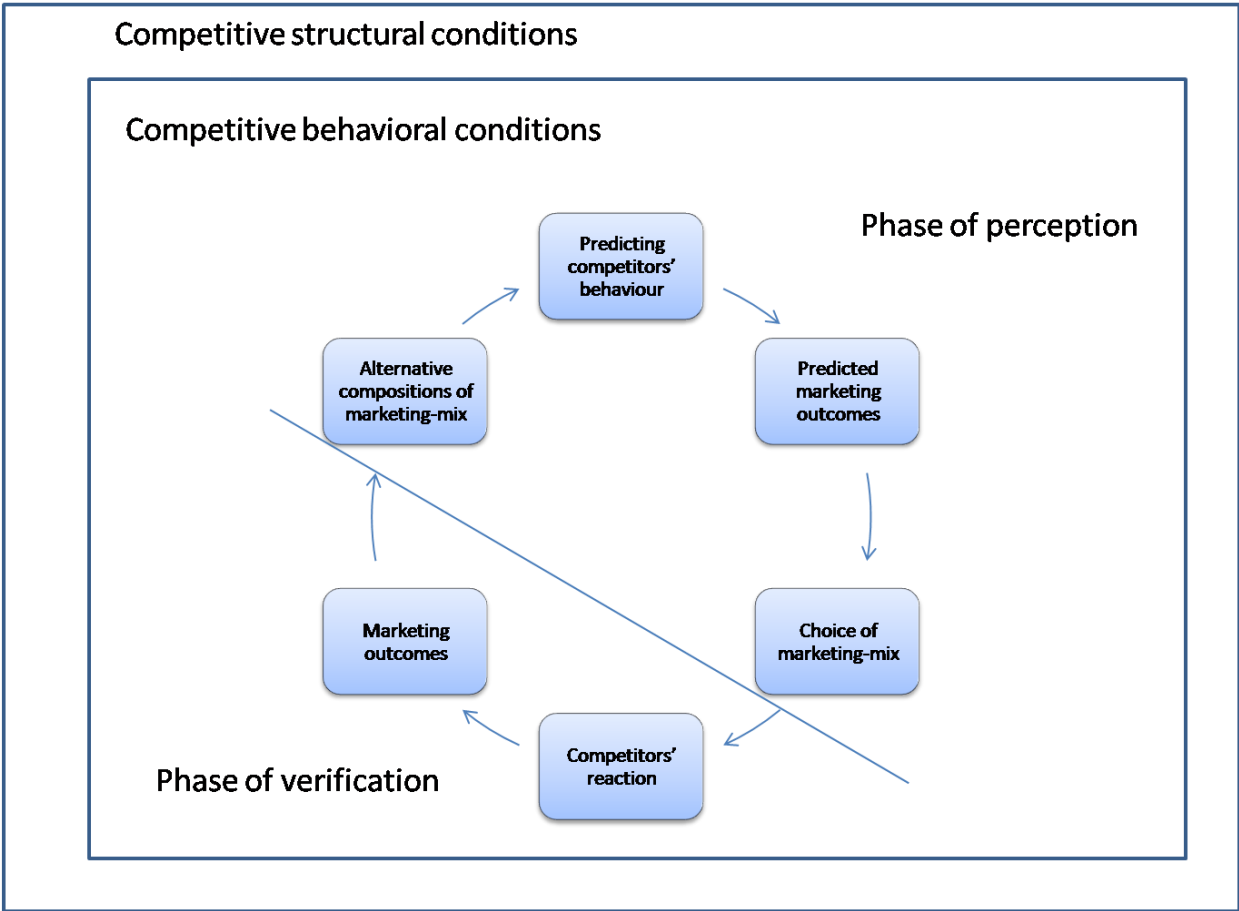 Competitive structural conditions
Competitive behavioral conditions
Phase of perception
Predicting
competitors’
behaviour
Alternative
compositions of
marketing-mix
Predicted
marketing
outcomes
Marketing
outcomes
Choice of
marketing-mix
Competitors’
reaction
Phase of verification